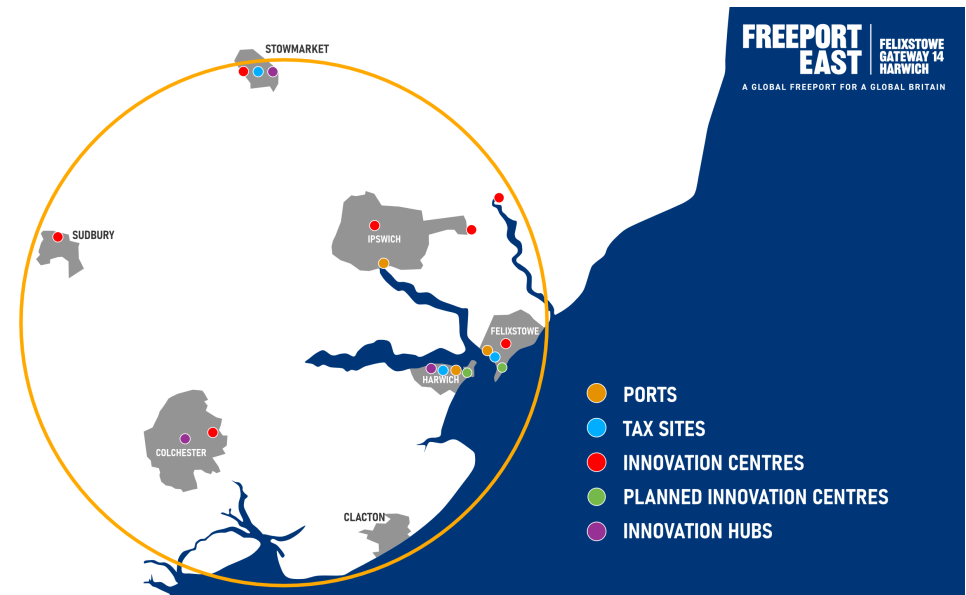 STOWMARKET
FREEPORT
EAST
FELIXSTOWE
GATEWAY 14
HARWICH
A GLOBAL FREEPORT FOR A GLOBAL BRITAIN
SUDBURY
IPSWICH
FELIXSTOWE
HARWICH
COLCHESTER
CLACTON
PORTS
TAX SITES
INNOVATION CENTRES
PLANNED INNOVATION CENTRES
INNOVATION HUBS